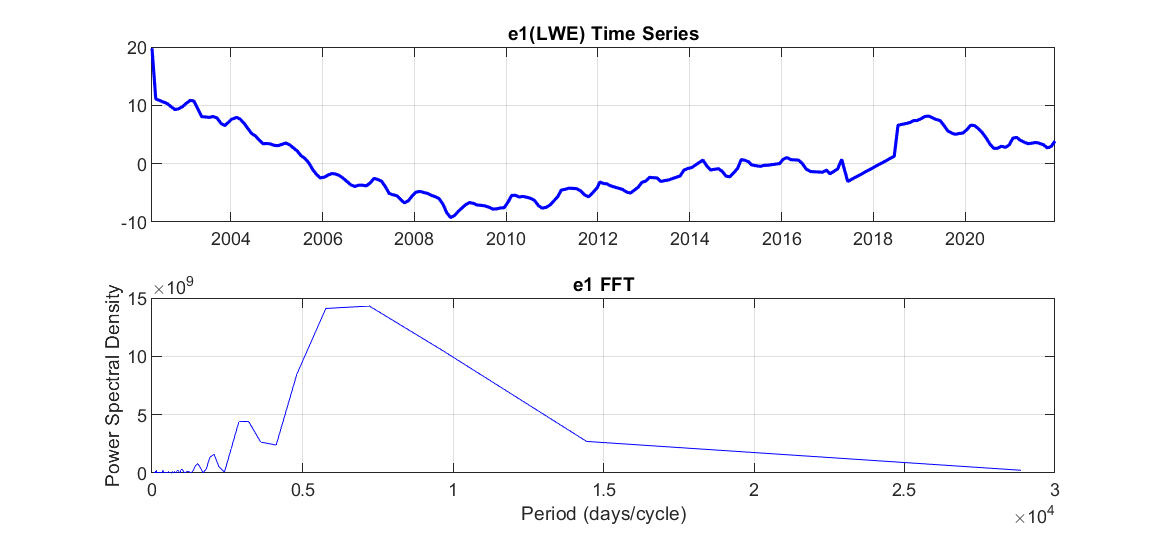 e1(LWE) Time Series
20
10
0
-10
2004 2006 2008 2010 2012 2014 2016 2018 2020
e1 FFT
×10^9
Power Spectral Density
15
10
5
0
0 0.5 1 1.5 2 2.5 3
Period (days/cycle)
×10^4